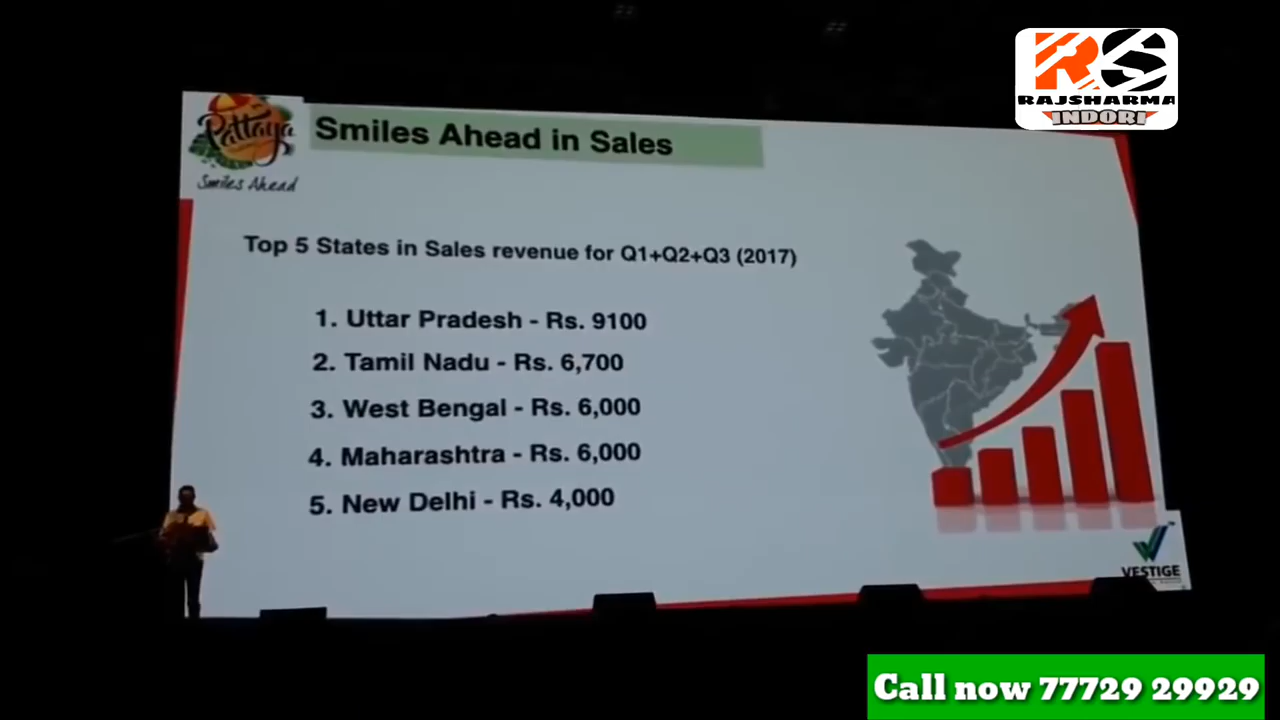 RS
RAJSHARMA
INDORI
Pattaya
Smiles Ahead
Smiles Ahead in Sales
Top 5 States in Sales revenue for Q1+Q2+Q3 (2017)
1. Uttar Pradesh - Rs. 9100
2. Tamil Nadu - Rs. 6,700
3. West Bengal - Rs. 6,000
4. Maharashtra - Rs. 6,000
5. New Delhi - Rs. 4,000
VESTIGE
Call now 77729 29929